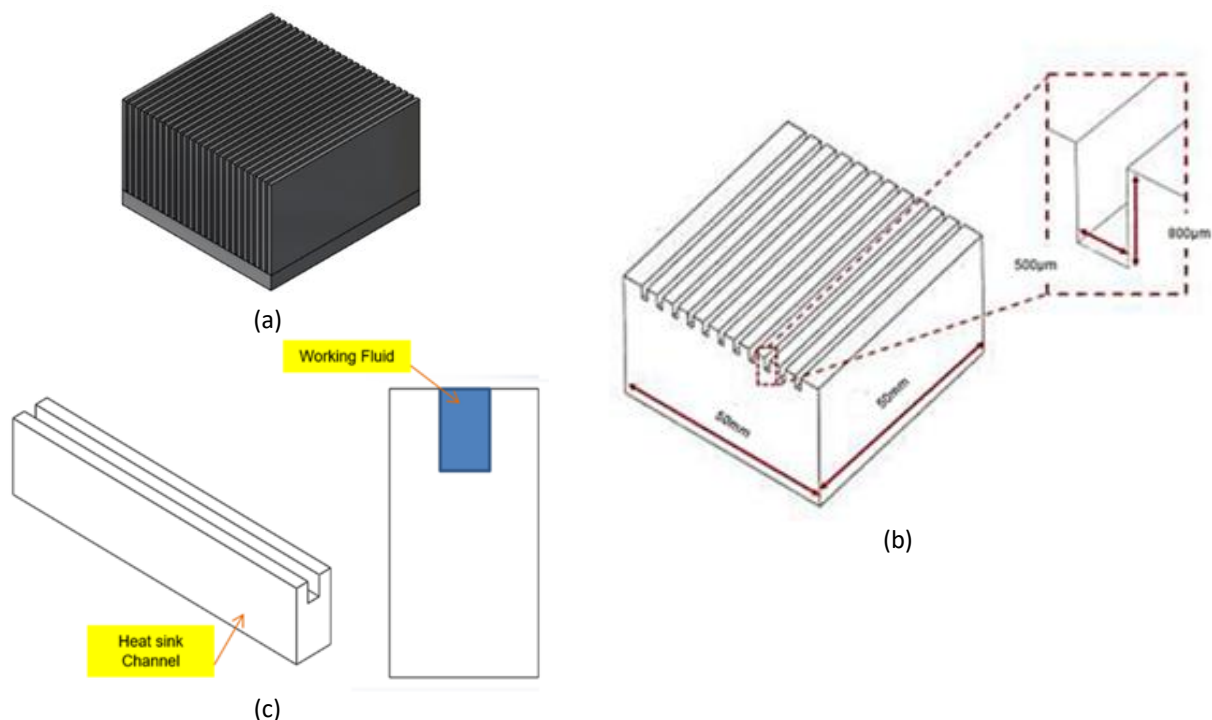 (a)
500µm
800µm
50mm
50mm
(b)
Working Fluid
Heat sink
Channel
(c)